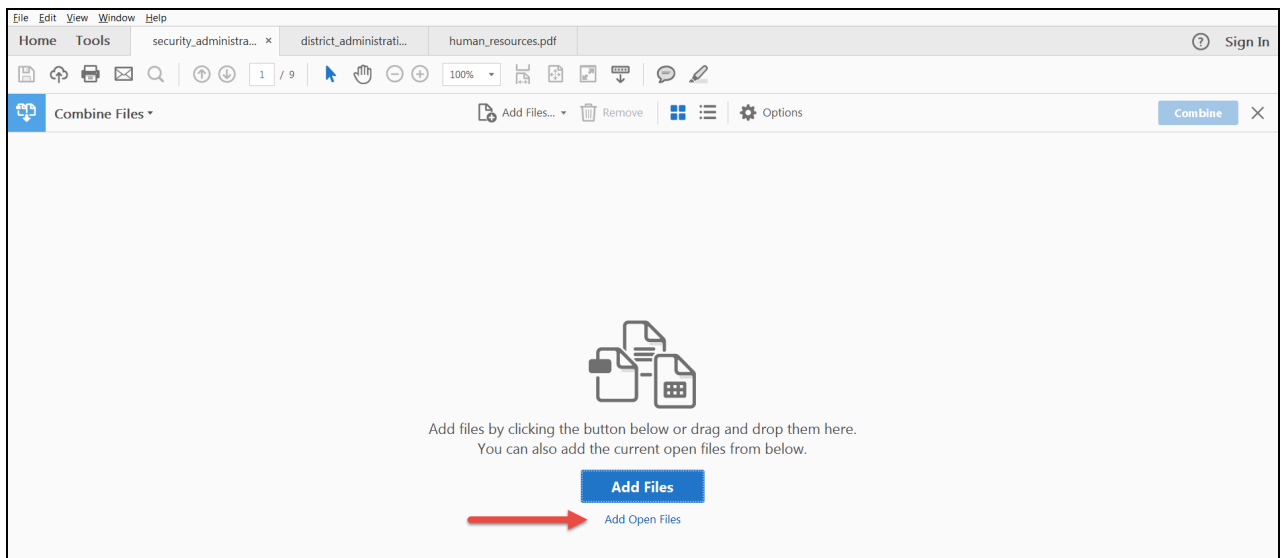 File Edit View Window Help
Home Tools security_administra... × district_administrati... human_resources.pdf ? Sign In
1 / 9 100%
Combine Files Add Files... Remove Options Combine
Add files by clicking the button below or drag and drop them here.
You can also add the current open files from below.
Add Files
Add Open Files